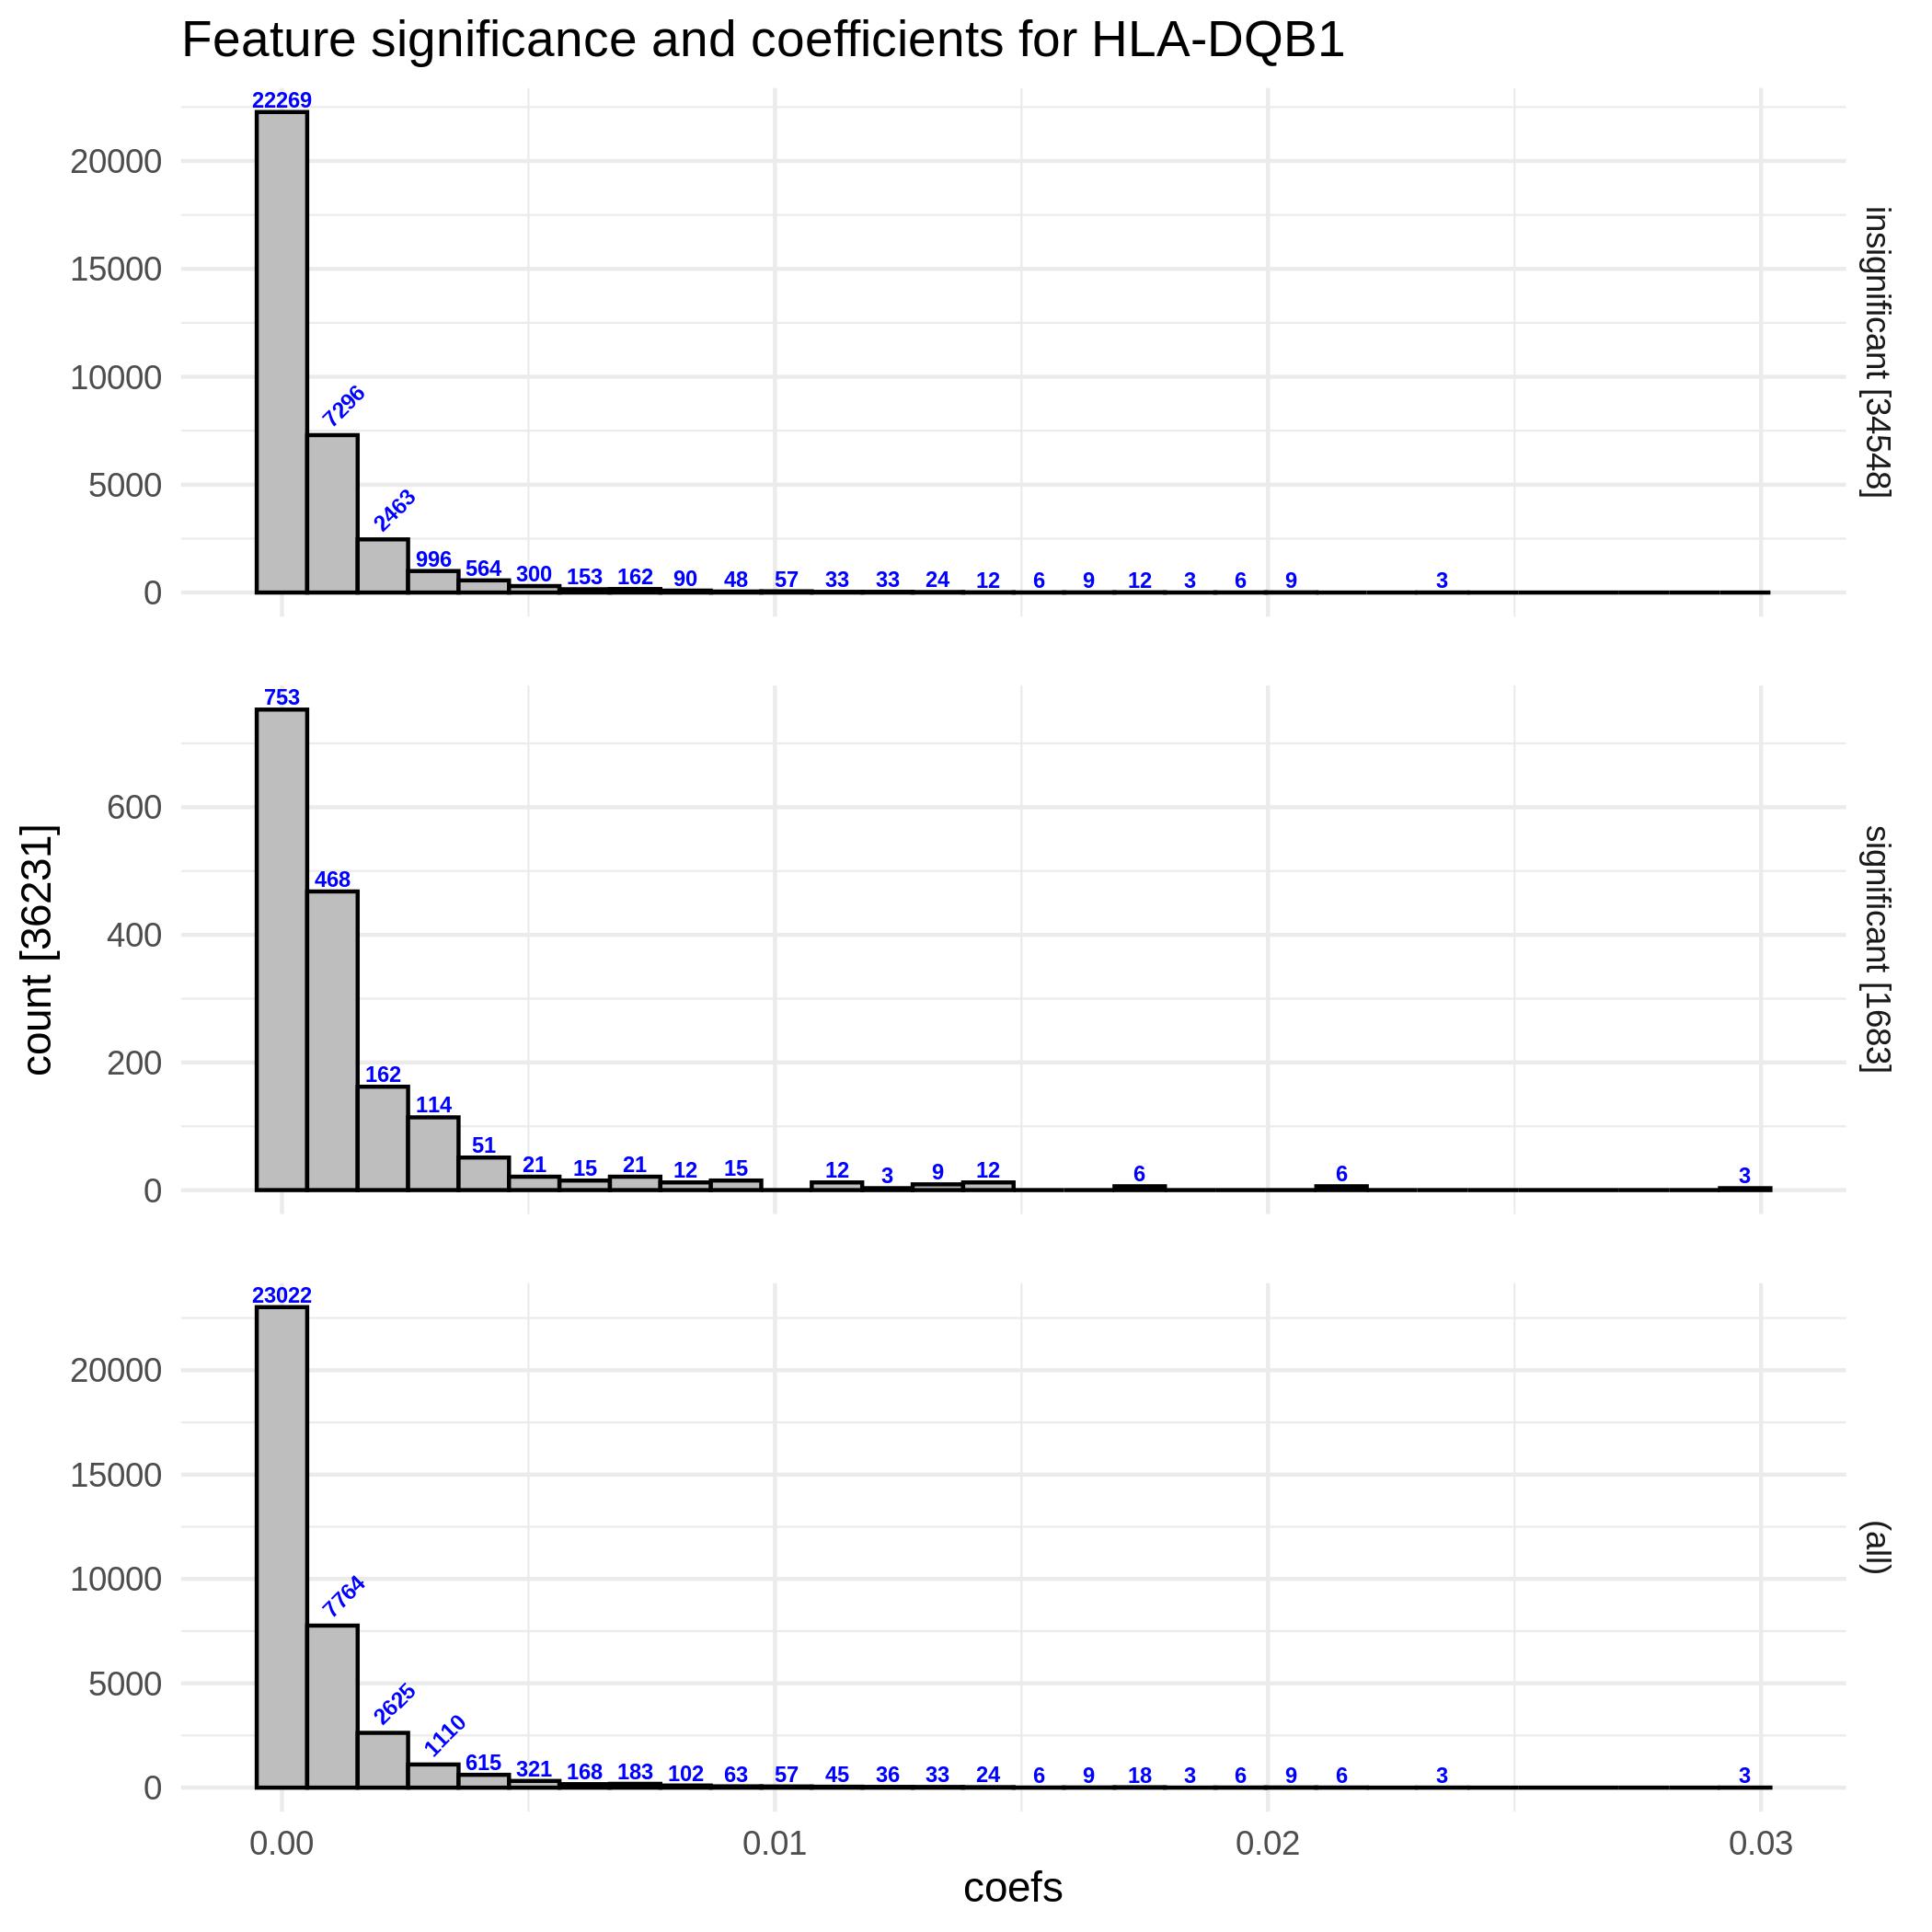 Feature significance and coefficients for HLA-DQB1
count [36231]
22269
7296
2463
996 564 300 153 162 90 48 57 33 33 24 12 6 9 12 3 6 9 3
20000
15000
10000
5000
0
insignificant [34548]
753
468
162
114
51 21 15 21 12 15 12 3 9 12 6 6 3
600
400
200
0
significant [1683]
23022
7764
2625
1110
615 321 168 183 102 63 57 45 36 33 24 6 9 18 3 6 9 6 3 3
20000
15000
10000
5000
0
(all)
0.00 0.01 0.02 0.03
coefs